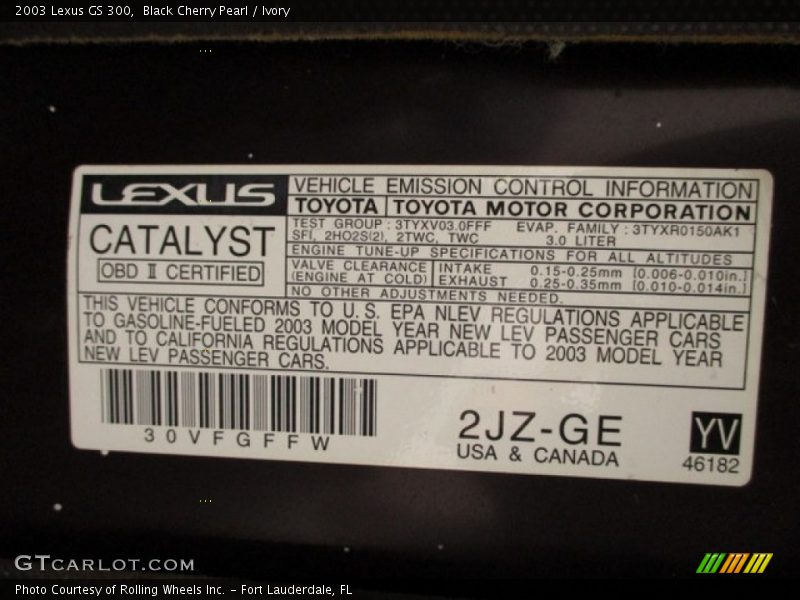 2003 Lexus GS 300, Black Cherry Pearl / Ivory
LEXUS
CATALYST
OBD II CERTIFIED
VEHICLE EMISSION CONTROL INFORMATION
TOYOTA TOYOTA MOTOR CORPORATION
TEST GROUP : 3TYXV03.0FFF EVAP. FAMILY : 3TYXR0150AK1
SFI, 2HO2S(2), 2TWC, TWC 3.0 LITER
ENGINE TUNE-UP SPECIFICATIONS FOR ALL ALTITUDES
VALVE CLEARANCE INTAKE 0.15-0.25mm [0.006-0.010in.]
(ENGINE AT COLD) EXHAUST 0.25-0.35mm [0.010-0.014in.]
NO OTHER ADJUSTMENTS NEEDED.
THIS VEHICLE CONFORMS TO U.S. EPA NLEV REGULATIONS APPLICABLE
TO GASOLINE-FUELED 2003 MODEL YEAR NEW LEV PASSENGER CARS
AND TO CALIFORNIA REGULATIONS APPLICABLE TO 2003 MODEL YEAR
NEW LEV PASSENGER CARS.
30VFGFFW
2JZ-GE
USA & CANADA
YV
46182
GTCARLOT.COM
Photo Courtesy of Rolling Wheels Inc. - Fort Lauderdale, FL